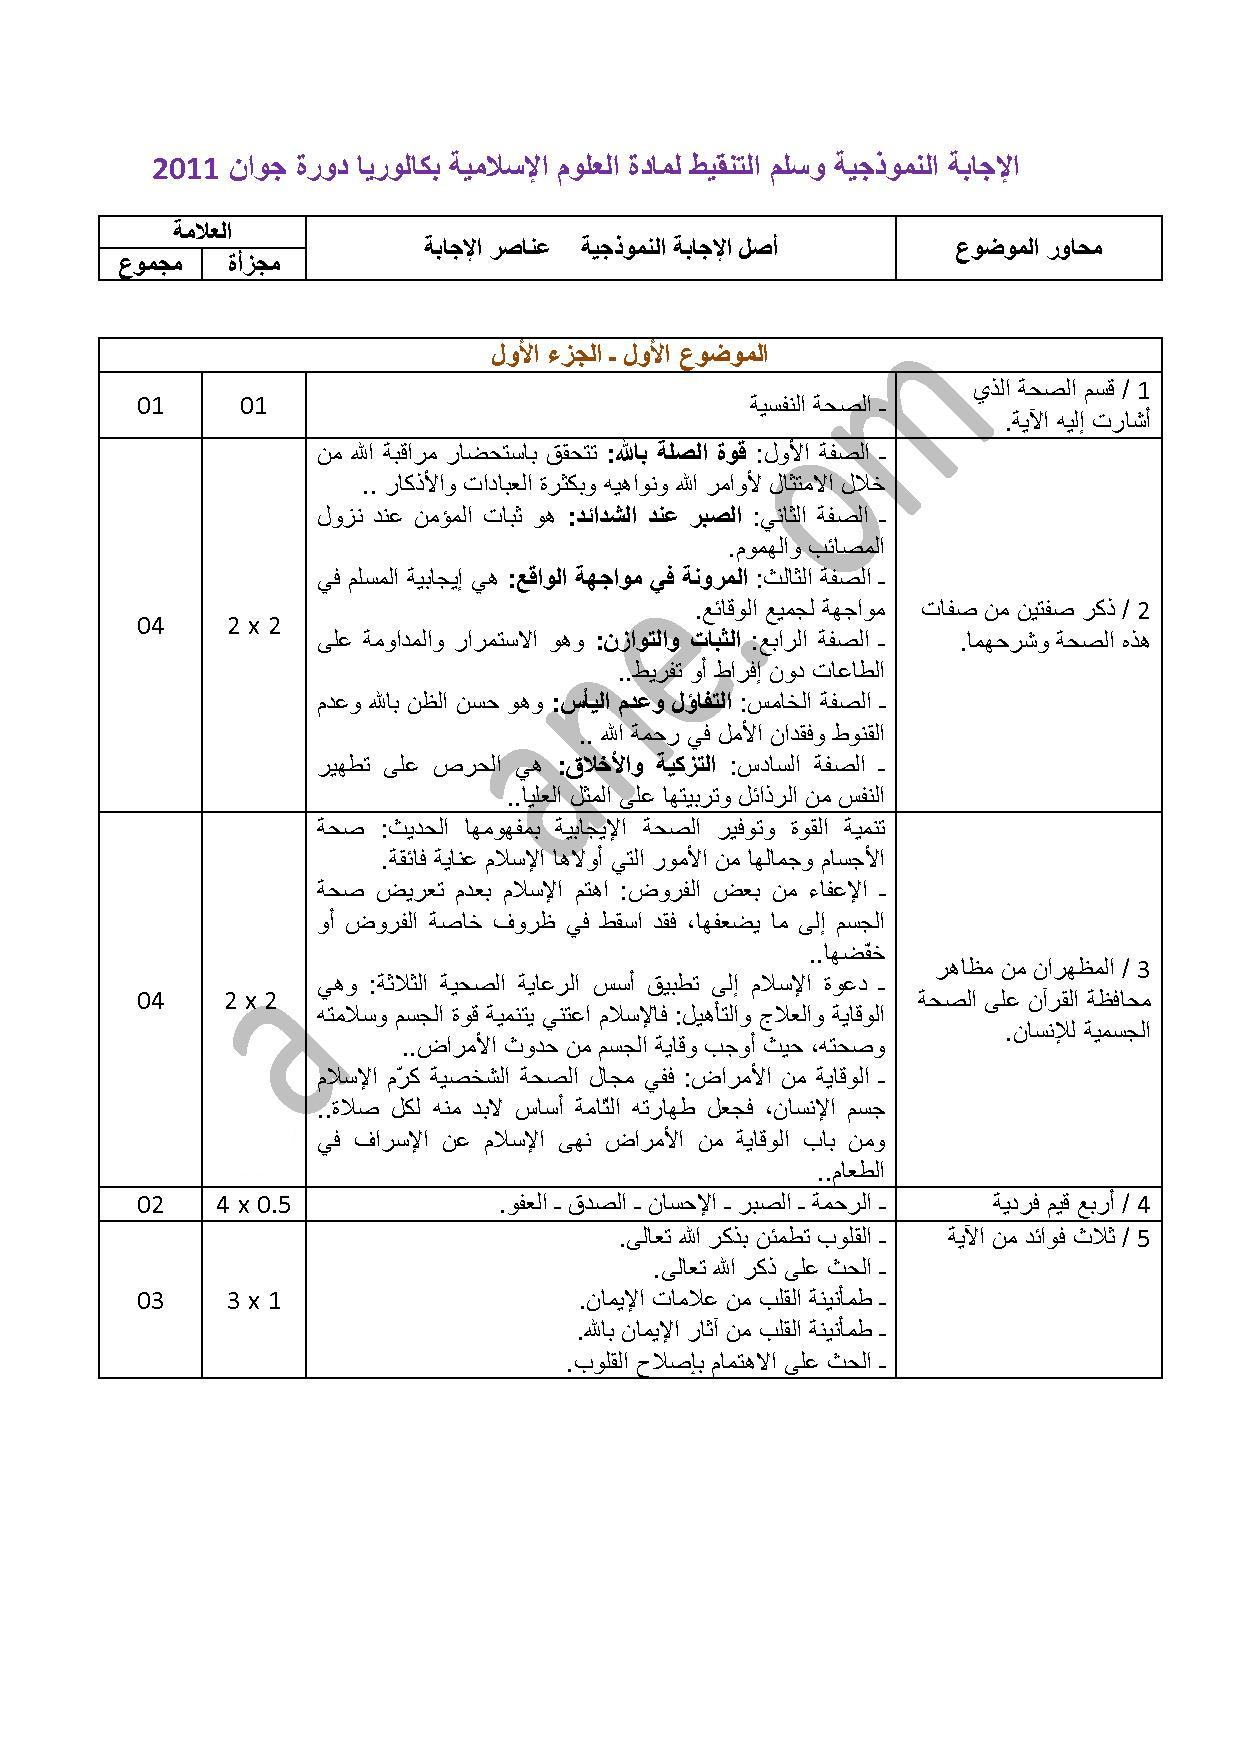 الإجابة النموذجية وسلم التنقيط لمادة العلوم الإسلامية بكالوريا دورة جوان 2011
محاور الموضوع
أصل الإجابة النموذجية عناصر الإجابة
العلامة
مجزأة
مجموع
الموضوع الأول ـ الجزء الأول
1 / قسم الصحة الذي
أشارت إليه الآية.
ـ الصحة النفسية
01
01
2 / ذكر صفتين من صفات
هذه الصحة وشرحهما.
ـ الصفة الأول: قوة الصلة بالله: تتحقق باستحضار مراقبة الله من
خلال الامتثال لأوامر الله ونواهيه وبكثرة العبادات والأذكار ..
ـ الصفة الثاني: الصبر عند الشدائد: هو ثبات المؤمن عند نزول
المصائب والهموم.
ـ الصفة الثالث: المرونة في مواجهة الواقع: هي إيجابية المسلم في
مواجهة لجميع الوقائع.
ـ الصفة الرابع: الثبات والتوازن: وهو الاستمرار والمداومة على
الطاعات دون إفراط أو تفريط..
ـ الصفة الخامس: التفاؤل وعدم اليأس: وهو حسن الظن بالله وعدم
القنوط وفقدان الأمل في رحمة الله ..
ـ الصفة السادس: التزكية والأخلاق: هي الحرص على تطهير
النفس من الرذائل وتربيتها على المثل العليا..
2 x 2
04
3 / المظهران من مظاهر
محافظة القرآن على الصحة
الجسمية للإنسان.
تنمية القوة وتوفير الصحة الإيجابية بمفهومها الحديث: صحة
الأجسام وجمالها من الأمور التي أولاها الإسلام عناية فائقة.
ـ الإعفاء من بعض الفروض: اهتم الإسلام بعدم تعريض صحة
الجسم إلى ما يضعفها، فقد اسقط في ظروف خاصة الفروض أو
خفّضها..
ـ دعوة الإسلام إلى تطبيق أسس الرعاية الصحية الثلاثة: وهي
الوقاية والعلاج والتأهيل: فالإسلام اعتني يتنمية قوة الجسم وسلامته
وصحته، حيث أوجب وقاية الجسم من حدوث الأمراض..
ـ الوقاية من الأمراض: ففي مجال الصحة الشخصية كرّم الإسلام
جسم الإنسان، فجعل طهارته التّامة أساس لابد منه لكل صلاة..
ومن باب الوقاية من الأمراض نهى الإسلام عن الإسراف في
الطعام..
2 x 2
04
4 / أربع قيم فردية
ـ الرحمة ـ الصبر ـ الإحسان ـ الصدق ـ العفو.
4 x 0.5
02
5 / ثلاث فوائد من الآية
ـ القلوب تطمئن بذكر الله تعالى.
ـ الحث على ذكر الله تعالى.
ـ طمأنينة القلب من علامات الإيمان.
ـ طمأنينة القلب من آثار الإيمان بالله.
ـ الحث على الاهتمام بإصلاح القلوب.
3 x 1
03
a ane.om